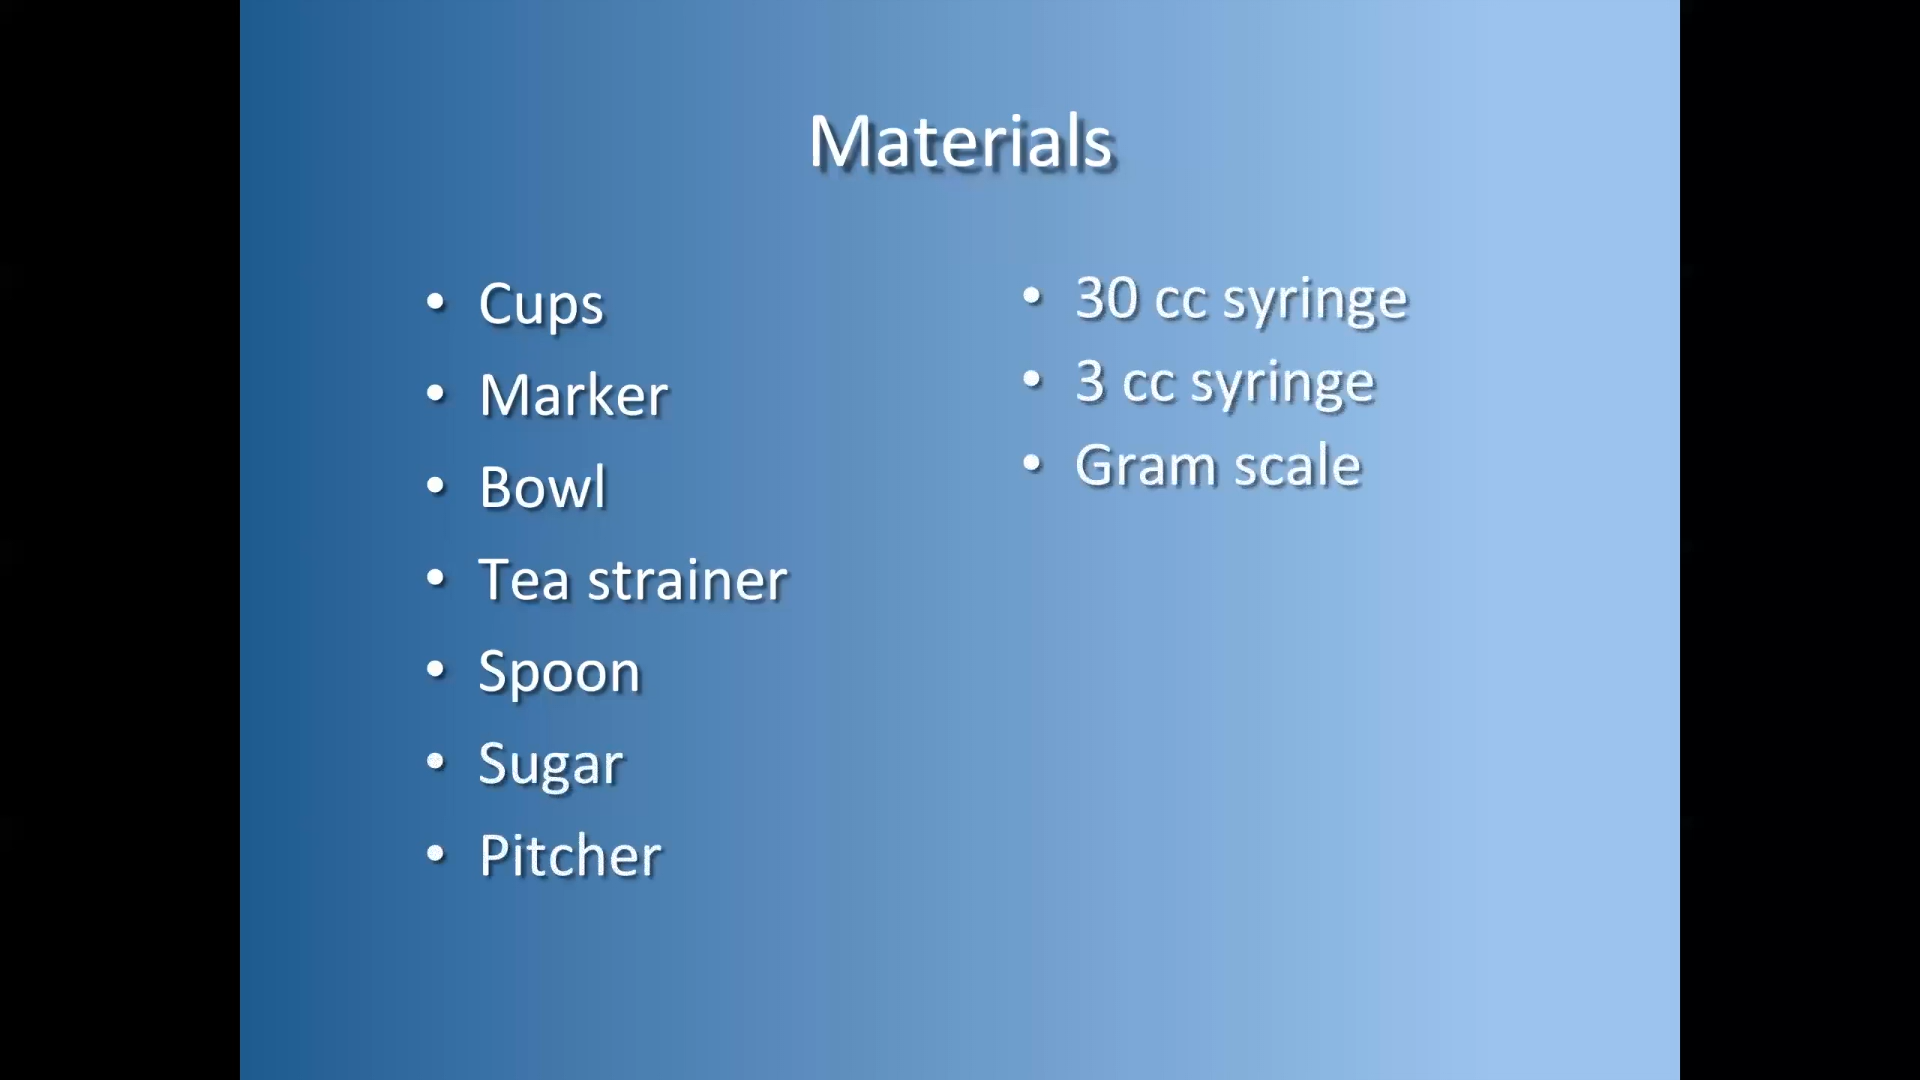 Materials
• Cups
• Marker
• Bowl
• Tea strainer
• Spoon
• Sugar
• Pitcher
• 30 cc syringe
• 3 cc syringe
• Gram scale